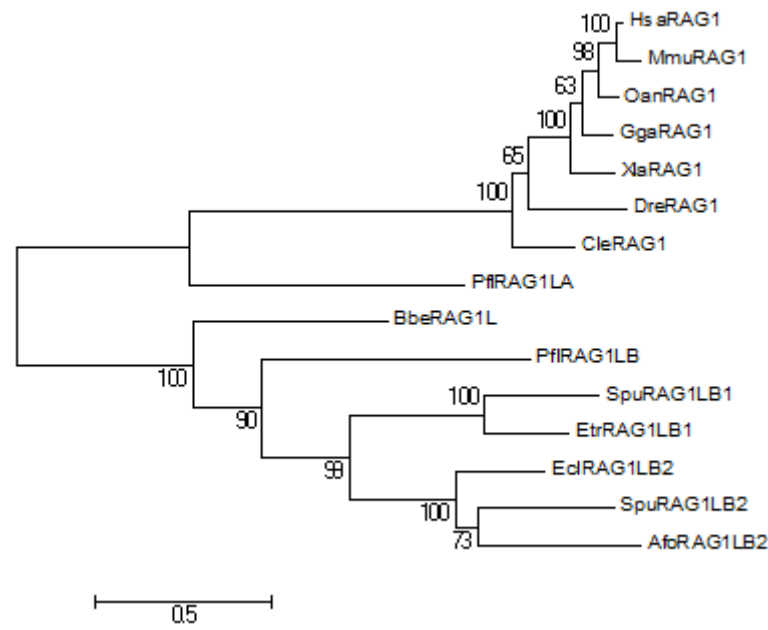 100 HsaRAG1
98 MmuRAG1
63 OanRAG1
100 GgaRAG1
65 XlaRAG1
100 DreRAG1
CleRAG1
PflRAG1LA
BbeRAG1L
100 PflRAG1LB
100 SpuRAG1LB1
90 EtrRAG1LB1
99 EclRAG1LB2
100 SpuRAG1LB2
73 AfoRAG1LB2
0.5